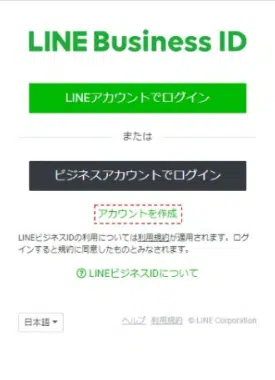 LINE Business ID
LINEアカウントでログイン
または
ビジネスアカウントでログイン
アカウントを作成
LINEビジネスIDの利用については利用規約が適用されます。ログ
インすると規約に同意したものとみなされます。
? LINEビジネスIDについて
日本語 ヘルプ 利用規約 © LINE Corporation